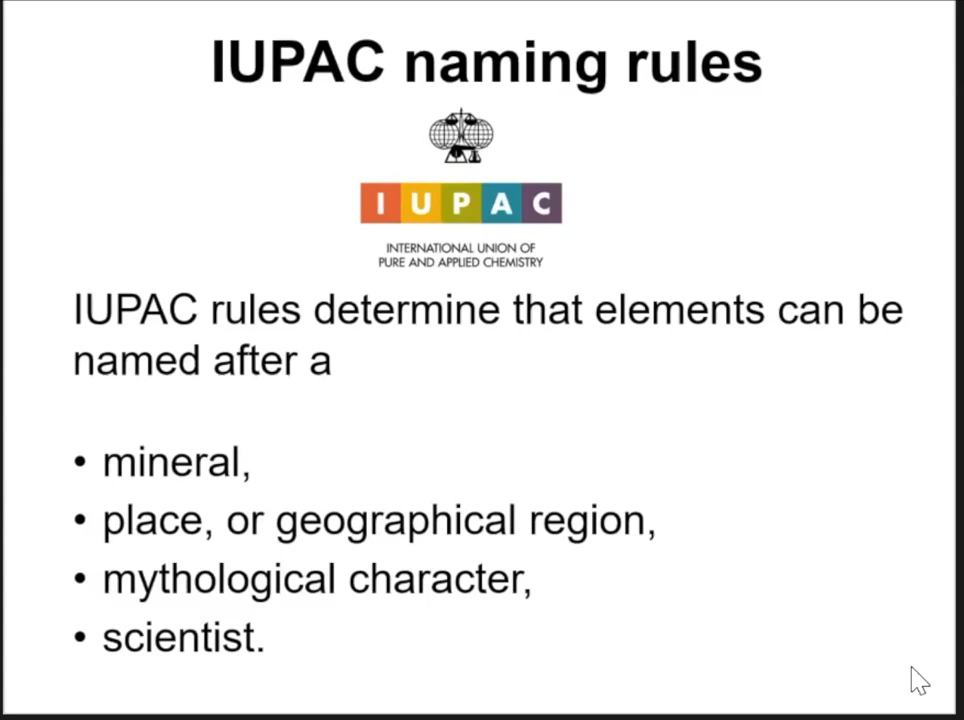 IUPAC naming rules
I U P A C
INTERNATIONAL UNION OF
PURE AND APPLIED CHEMISTRY
IUPAC rules determine that elements can be
named after a
• mineral,
• place, or geographical region,
• mythological character,
• scientist.